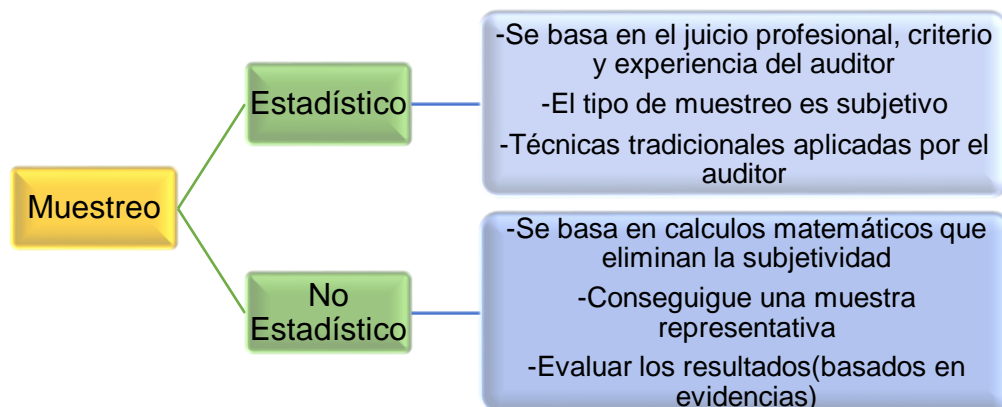 Muestreo
Estadístico
-Se basa en el juicio profesional, criterio
y experiencia del auditor
-El tipo de muestreo es subjetivo
-Técnicas tradicionales aplicadas por el
auditor
No
Estadístico
-Se basa en calculos matemáticos que
eliminan la subjetividad
-Conseguigue una muestra
representativa
-Evaluar los resultados(basados en
evidencias)